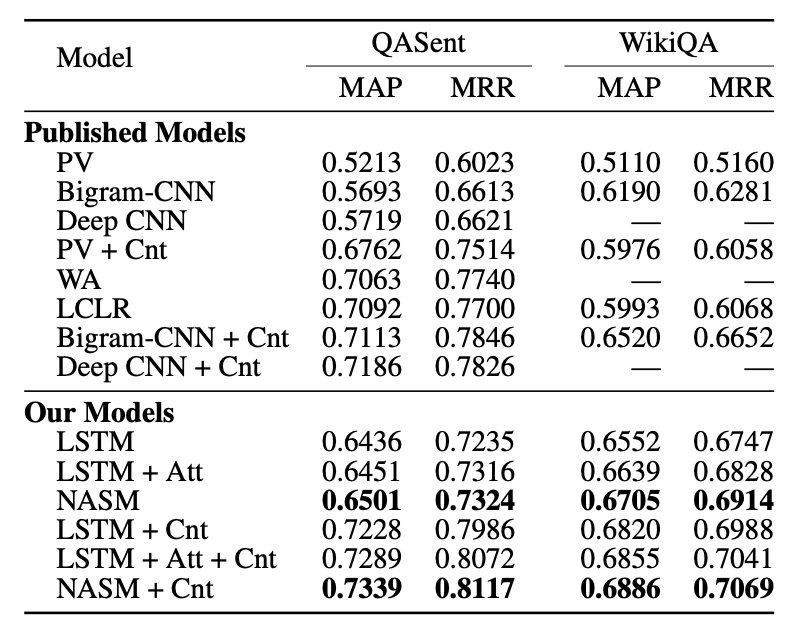 Model QASent WikiQA
MAP MRR MAP MRR
Published Models
PV 0.5213 0.6023 0.5110 0.5160
Bigram-CNN 0.5693 0.6613 0.6190 0.6281
Deep CNN 0.5719 0.6621 — —
PV + Cnt 0.6762 0.7514 0.5976 0.6058
WA 0.7063 0.7740 — —
LCLR 0.7092 0.7700 0.5993 0.6068
Bigram-CNN + Cnt 0.7113 0.7846 0.6520 0.6652
Deep CNN + Cnt 0.7186 0.7826 — —
Our Models
LSTM 0.6436 0.7235 0.6552 0.6747
LSTM + Att 0.6451 0.7316 0.6639 0.6828
NASM 0.6501 0.7324 0.6705 0.6914
LSTM + Cnt 0.7228 0.7986 0.6820 0.6988
LSTM + Att + Cnt 0.7289 0.8072 0.6855 0.7041
NASM + Cnt 0.7339 0.8117 0.6886 0.7069